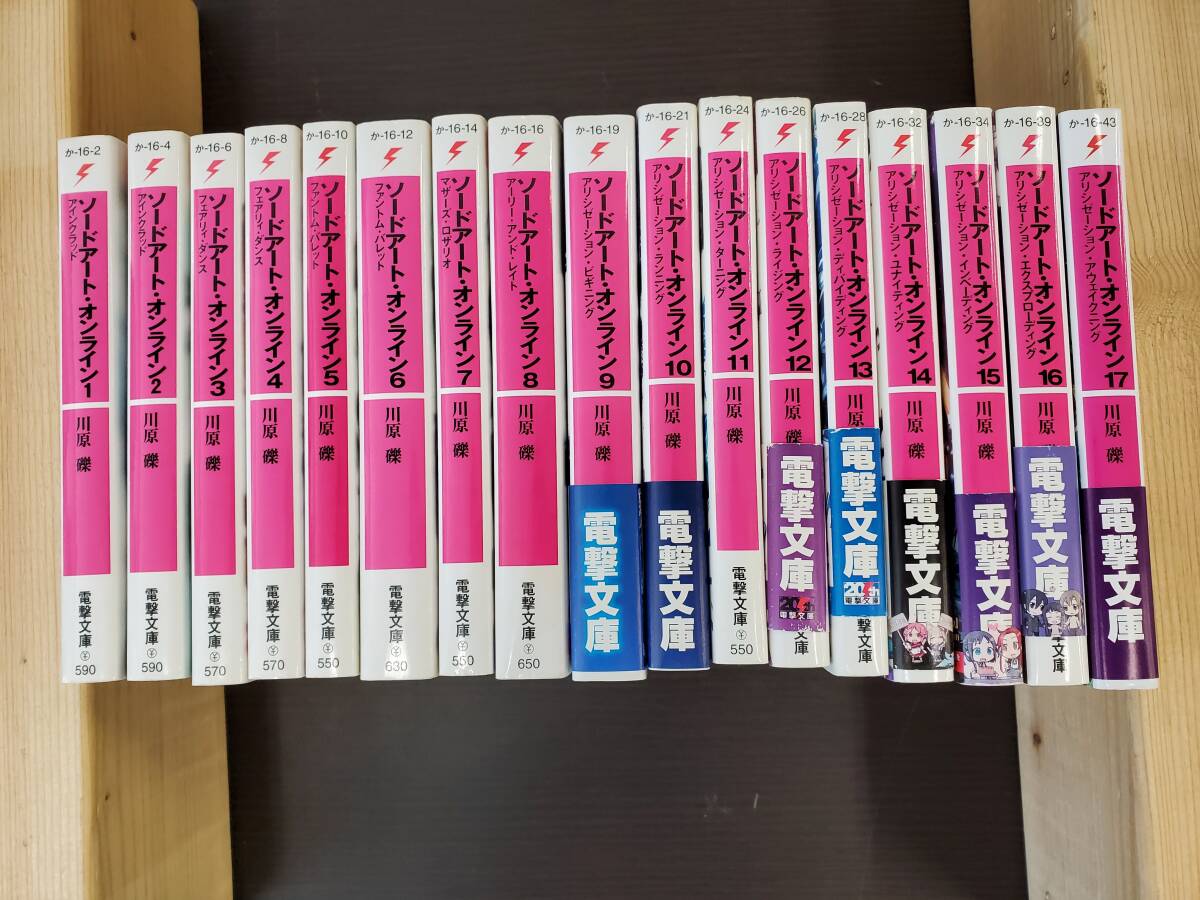 か-16-2
ソードアート・オンライン1
アインクラッド
川原 礫
電撃文庫
¥
590
か-16-4
ソードアート・オンライン2
アインクラッド
川原 礫
電撃文庫
¥
590
か-16-6
ソードアート・オンライン3
フェアリィ・ダンス
川原 礫
電撃文庫
¥
570
か-16-8
ソードアート・オンライン4
フェアリィ・ダンス
川原 礫
電撃文庫
¥
570
か-16-10
ソードアート・オンライン5
ファントム・バレット
川原 礫
電撃文庫
¥
550
か-16-12
ソードアート・オンライン6
ファントム・バレット
川原 礫
電撃文庫
¥
630
か-16-14
ソードアート・オンライン7
マザーズ・ロザリオ
川原 礫
電撃文庫
¥
550
か-16-16
ソードアート・オンライン8
アーリー・アンド・レイト
川原 礫
電撃文庫
¥
650
か-16-19
ソードアート・オンライン9
アリシゼーション・ビギニング
川原 礫
電撃文庫
か-16-21
ソードアート・オンライン10
アリシゼーション・ランニング
川原 礫
電撃文庫
か-16-24
ソードアート・オンライン11
アリシゼーション・ターニング
川原 礫
電撃文庫
¥
550
か-16-26
ソードアート・オンライン12
アリシゼーション・ライジング
川原 礫
電撃文庫
20th
電撃文庫
文庫
か-16-28
ソードアート・オンライン13
アリシゼーション・ディバイディング
川原
電撃文庫
20th
電撃文庫
撃文庫
か-16-32
ソードアート・オンライン14
アリシゼーション・ユナイティング
川原 礫
電撃文庫
か-16-34
ソードアート・オンライン15
アリシゼーション・インベーディング
川原 礫
電撃文庫
か-16-39
ソードアート・オンライン16
アリシゼーション・エクスプローディング
川原
電撃文庫
文庫
か-16-43
ソードアート・オンライン17
アリシゼーション・アウェイクニング
川原 礫
電撃文庫